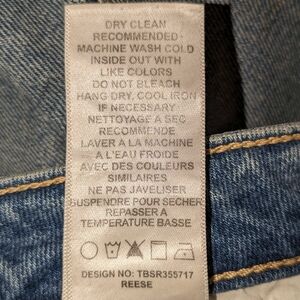 DRY CLEAN
RECOMMENDED
MACHINE WASH COLD
INSIDE OUT WITH
LIKE COLORS
DO NOT BLEACH
HANG DRY, COOL IRON
IF NECESSARY
NETTOYAGE A SEC
RECOMMENDE
LAVER A LA MACHINE
A L'EAU FROIDE
AVEC DES COULEURS
SIMILAIRES
NE PAS JAVELISER
SUSPENDRE POUR SECHER
REPASSER A
TEMPERATURE BASSE
DESIGN NO: TBSR355717
REESE